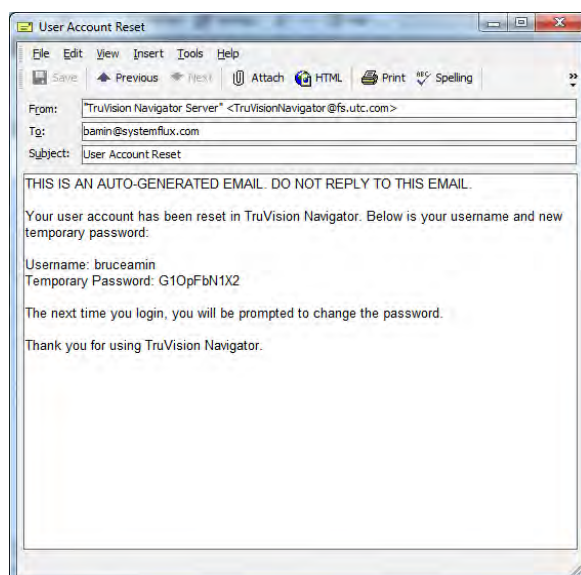 User Account Reset
File Edit View Insert Tools Help
Save Previous Next Attach HTML Print ABC Spelling »
From: "TruVision Navigator Server" <TruVisionNavigator@fs.utc.com>
To: bamin@systemflux.com
Subject: User Account Reset
THIS IS AN AUTO-GENERATED EMAIL. DO NOT REPLY TO THIS EMAIL.
Your user account has been reset in TruVision Navigator. Below is your username and new
temporary password:
Username: bruceamin
Temporary Password: G1OpFbN1X2
The next time you login, you will be prompted to change the password.
Thank you for using TruVision Navigator.